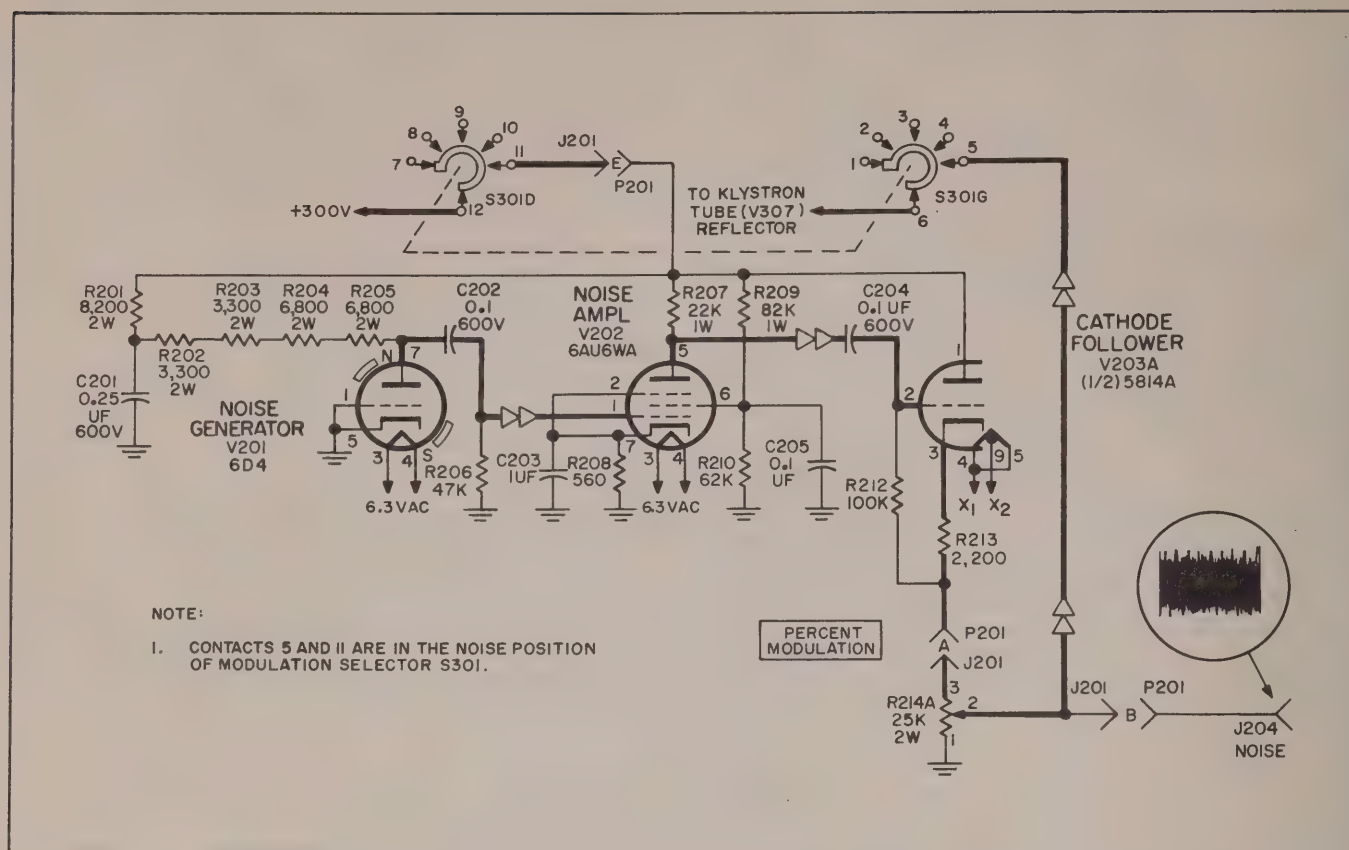 9
8
10
7
11
J201
E
P201
S301D
12
+300V
3
2
4
1
5
S301G
6
TO KLYSTRON
TUBE (V307)
REFLECTOR
R201
8,200
2W
R203
3,300
2W
R204
6,800
2W
R205
6,800
2W
C202
0.1
600V
NOISE
AMPL
V202
6AU6WA
R207
22K
1W
R209
82K
1W
C204
0.1 UF
600V
CATHODE
FOLLOWER
V203A
(1/2) 5814A
R202
3,300
2W
C201
0.25
UF
600V
NOISE
GENERATOR
V201
6D4
N
7
1
5
3
4
S
6.3VAC
R206
47K
5
2
1
6
7
3
4
C203
1UF
R208
560
6.3VAC
R210
62K
C205
0.1
UF
1
2
3
4
9
5
X1
X2
R212
100K
R213
2,200
NOTE:
1. CONTACTS 5 AND 11 ARE IN THE NOISE POSITION
OF MODULATION SELECTOR S301.
PERCENT
MODULATION
P201
A
J201
3
R214A
25K
2W
2
1
J201
B
P201
J204
NOISE